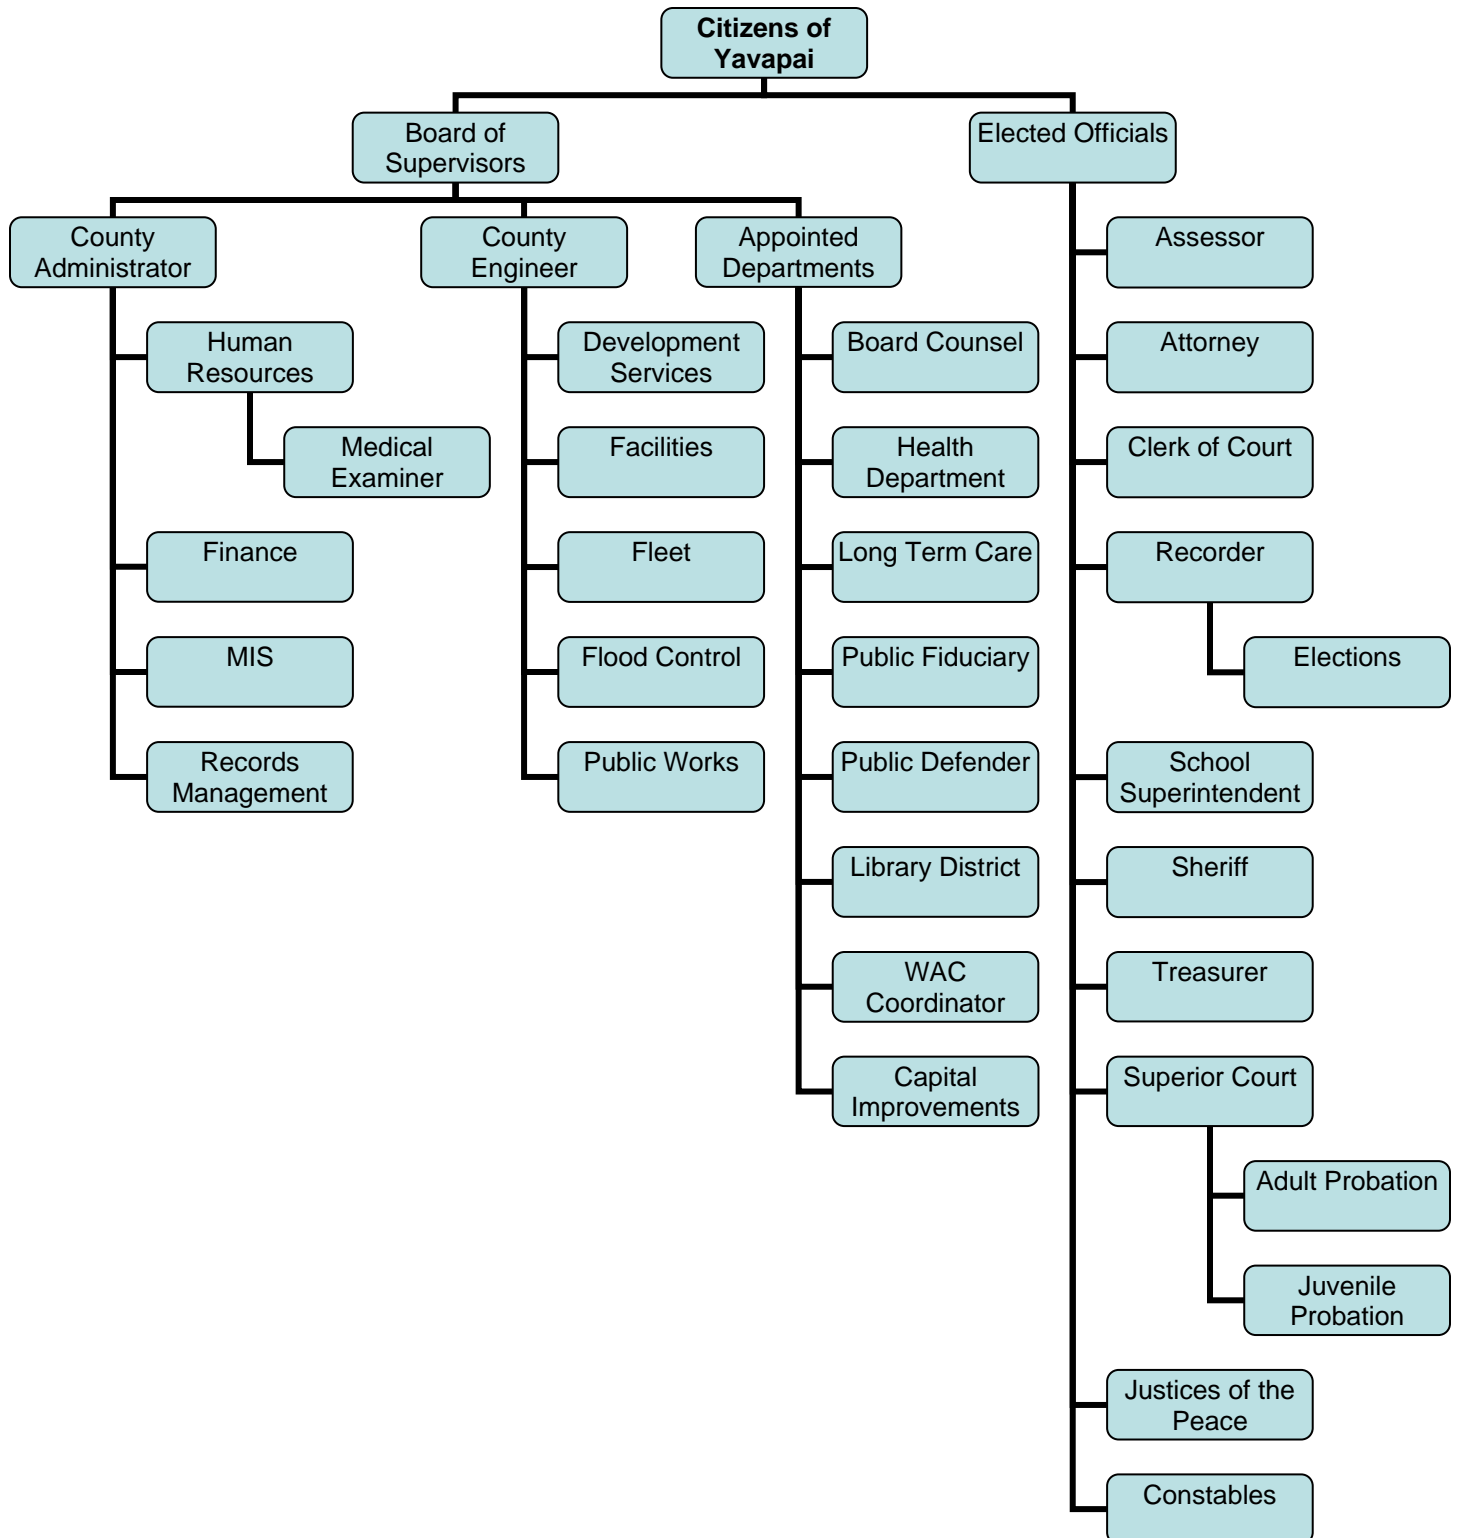 Citizens of
Yavapai
Board of
Supervisors
Elected Officials
County
Administrator
County
Engineer
Appointed
Departments
Assessor
Human
Resources
Development
Services
Board Counsel
Attorney
Medical
Examiner
Facilities
Health
Department
Clerk of Court
Finance
Fleet
Long Term Care
Recorder
MIS
Flood Control
Public Fiduciary
Elections
Records
Management
Public Works
Public Defender
School
Superintendent
Library District
Sheriff
WAC
Coordinator
Treasurer
Capital
Improvements
Superior Court
Adult Probation
Juvenile
Probation
Justices of the
Peace
Constables